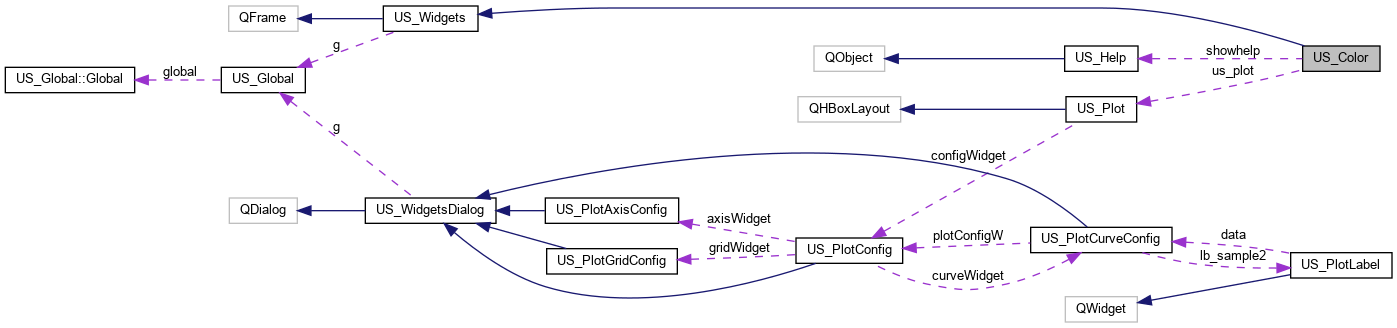 QFrame
US_Widgets
g
US_Global::Global
global
US_Global
QObject
US_Help
showhelp
US_Color
us_plot
QHBoxLayout
US_Plot
g
configWidget
QDialog
US_WidgetsDialog
US_PlotAxisConfig
axisWidget
US_PlotGridConfig
gridWidget
US_PlotConfig
plotConfigW
curveWidget
US_PlotCurveConfig
data
lb_sample2
US_PlotLabel
QWidget